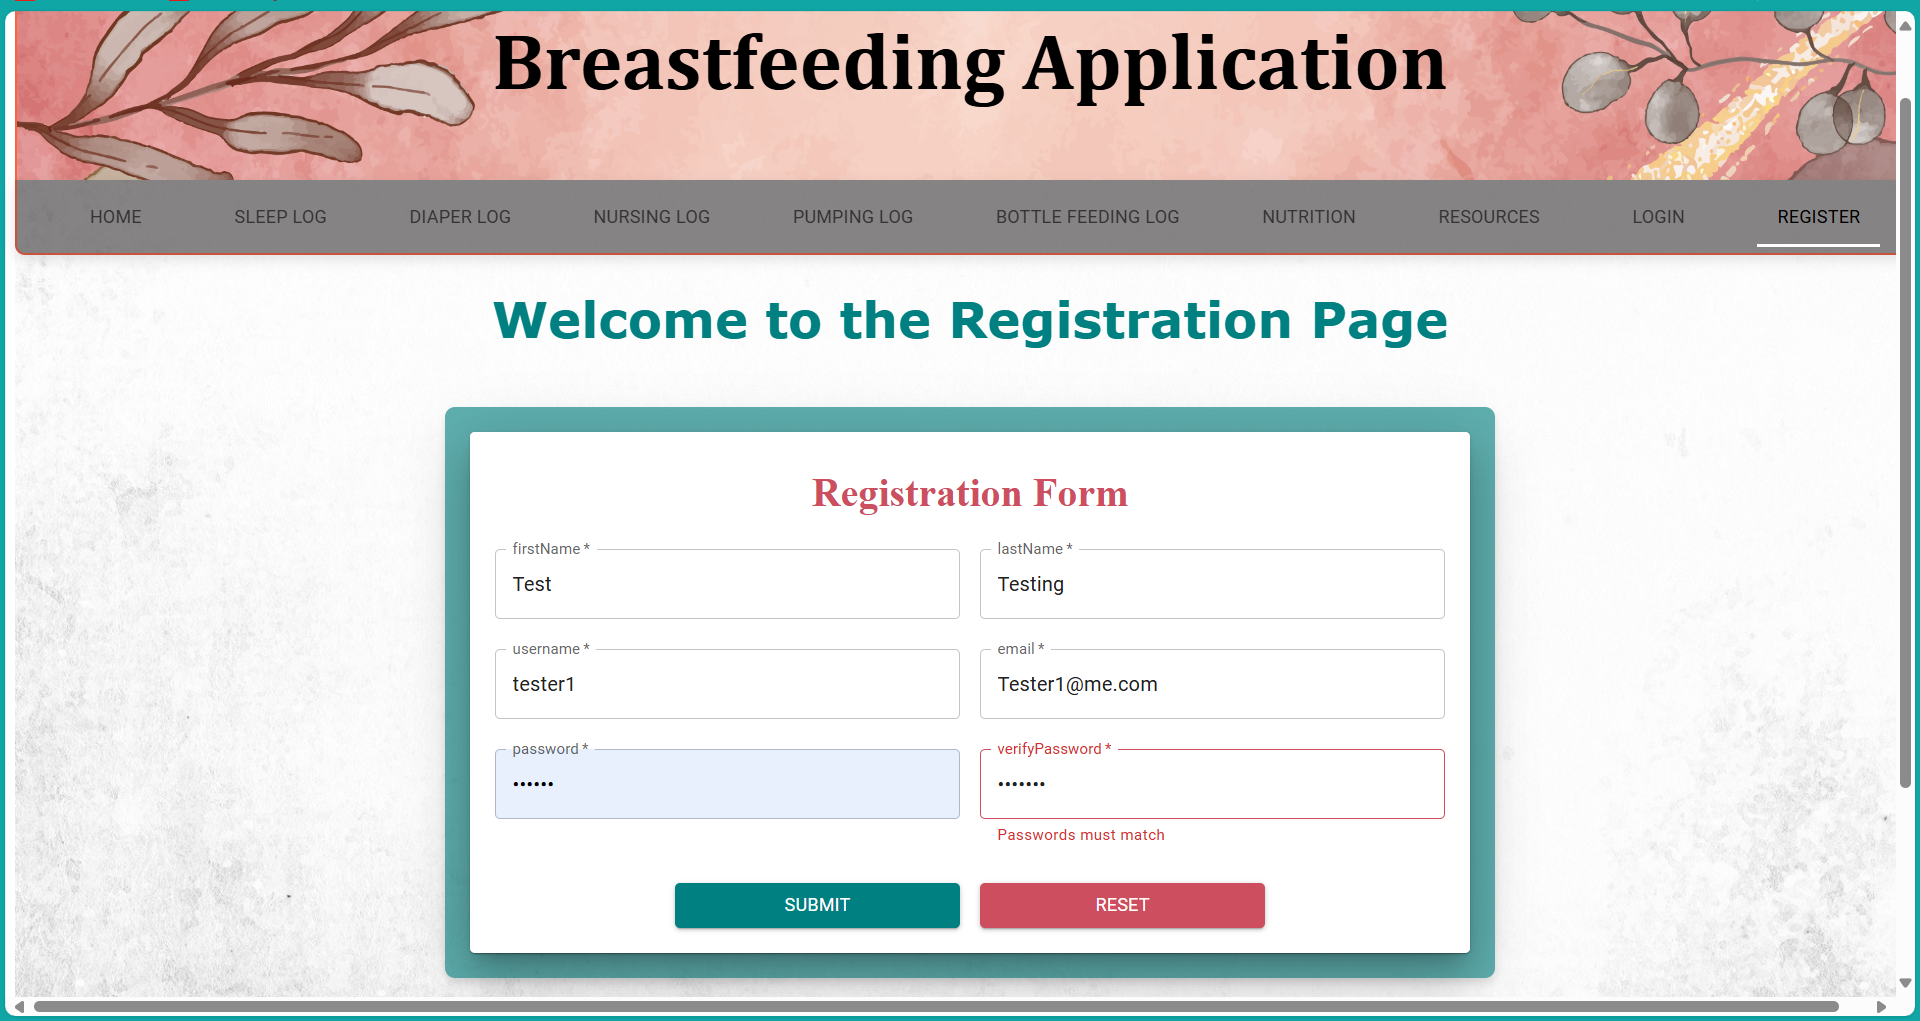 Breastfeeding Application
HOME SLEEP LOG DIAPER LOG NURSING LOG PUMPING LOG BOTTLE FEEDING LOG NUTRITION RESOURCES LOGIN REGISTER
Welcome to the Registration Page
Registration Form
firstName * lastName *
Test Testing
username * email *
tester1 Tester1@me.com
password * verifyPassword *
•••••• •••••••
Passwords must match
SUBMIT RESET